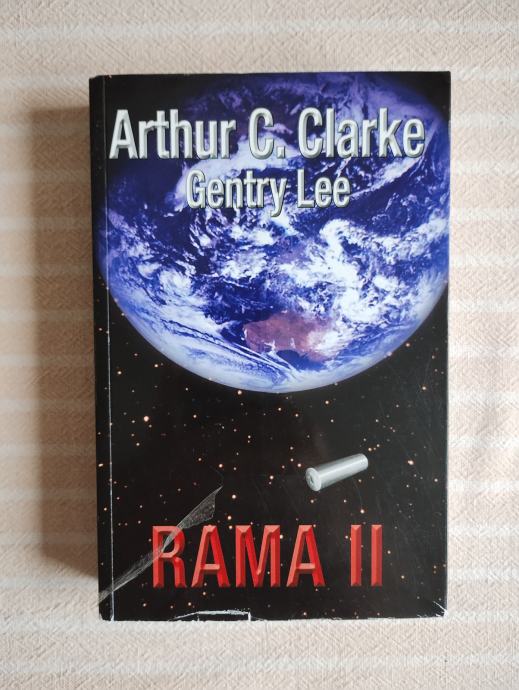 Arthur C. Clarke
Gentry Lee
RAMA II